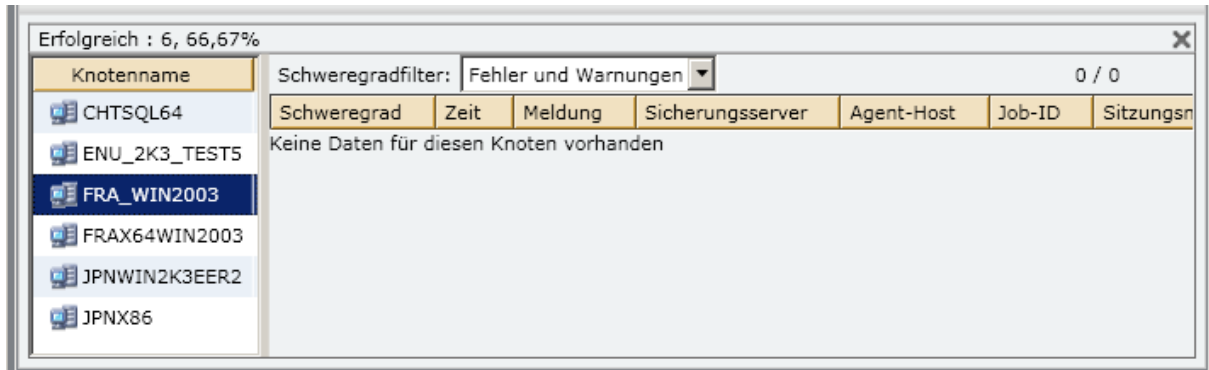 Erfolgreich : 6, 66,67%
Knotenname
CHTSQL64
ENU_2K3_TEST5
FRA_WIN2003
FRAX64WIN2003
JPNWIN2K3EER2
JPNX86
Schweregradfilter: Fehler und Warnungen 0 / 0
Schweregrad Zeit Meldung Sicherungsserver Agent-Host Job-ID Sitzungsn
Keine Daten für diesen Knoten vorhanden